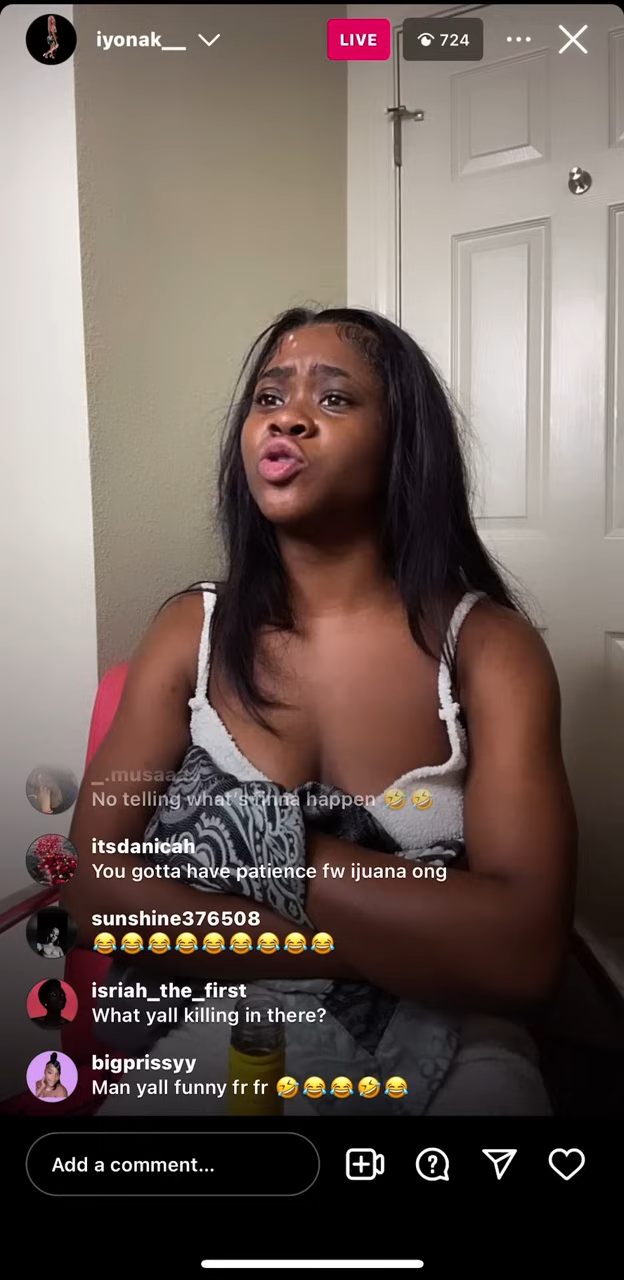 iyonak__
LIVE
724
_.musaa
No telling what's finna happen 🤣🤣
itsdanicah
You gotta have patience fw ijuana ong
sunshine376508
😂😂😂😂😂😂😂😂😂
isriah_the_first
What yall killing in there?
bigprissyy
Man yall funny fr fr 🤣😂😂🤣😂
Add a comment...